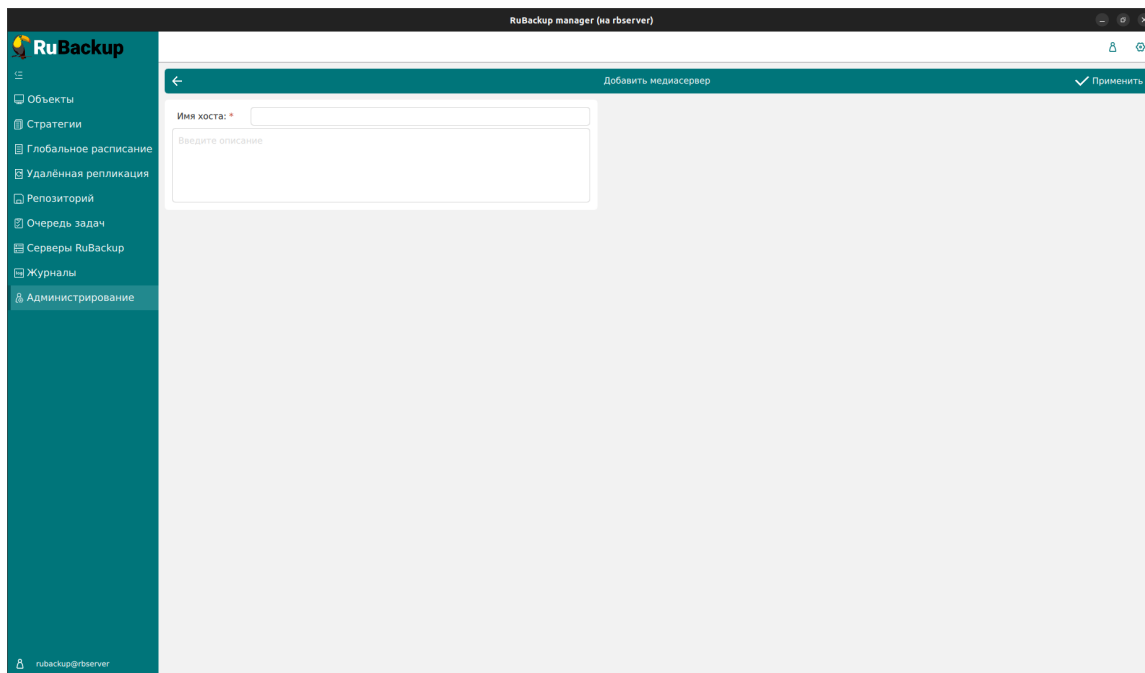 RuBackup manager (на rbserver)
RuBackup
Добавить медиасервер
Применить
Объекты
Стратегии
Глобальное расписание
Удалённая репликация
Репозиторий
Очередь задач
Серверы RuBackup
Журналы
Администрирование
Имя хоста: *
Введите описание
rubackup@rbserver